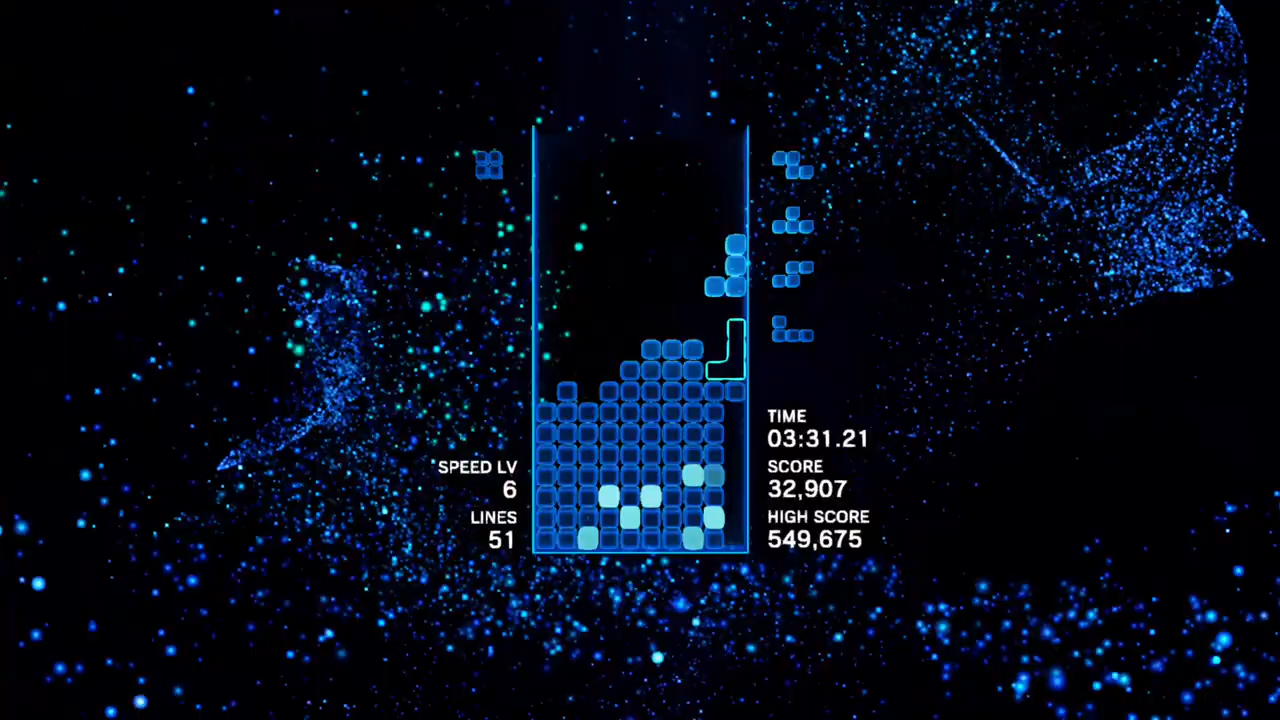 SPEED LV
6
LINES
51
TIME
03:31.21
SCORE
32,907
HIGH SCORE
549,675